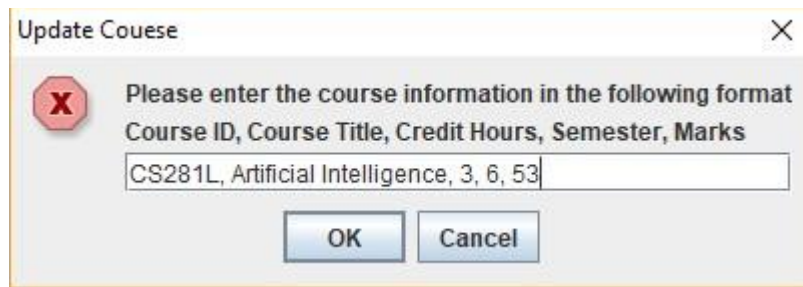 Update Couese
Please enter the course information in the following format
Course ID, Course Title, Credit Hours, Semester, Marks
CS281L, Artificial Intelligence, 3, 6, 53
OK Cancel